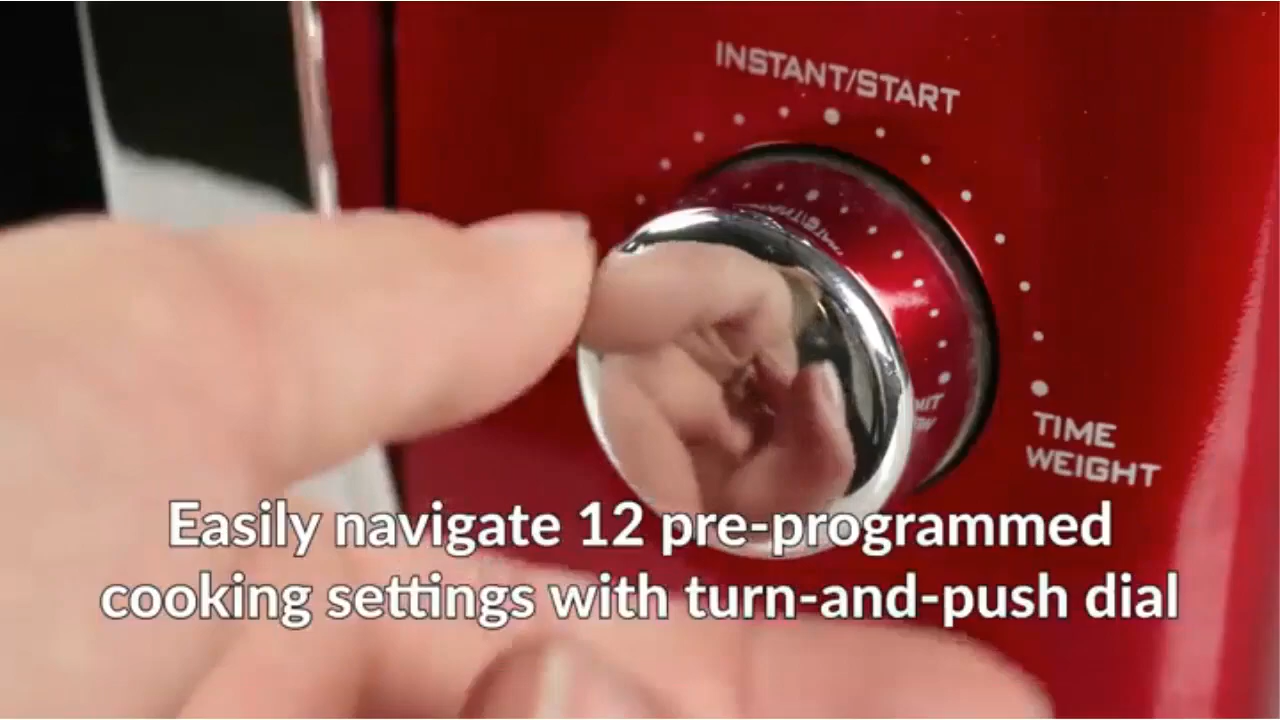 INSTANT/START
TIME
WEIGHT
Easily navigate 12 pre-programmed
cooking settings with turn-and-push dial